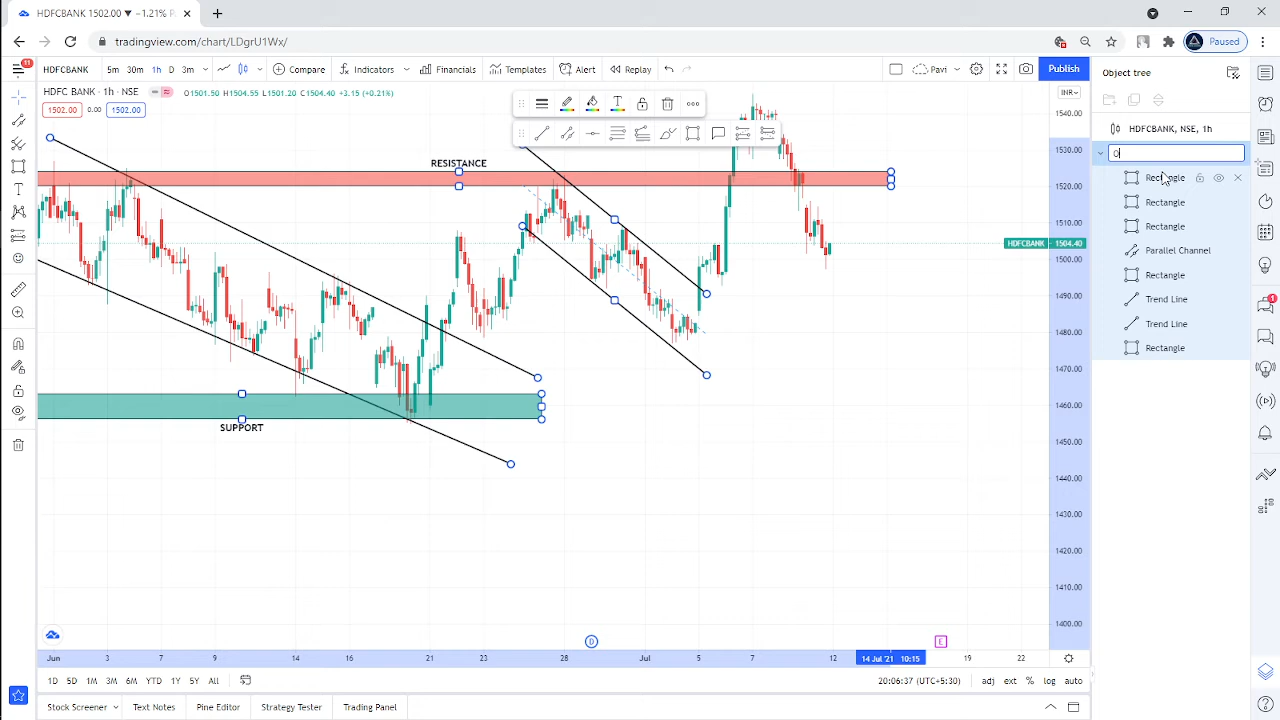 HDFCBANK 1502.00 ▼ −1.21%
tradingview.com/chart/LDgrU1Wx/
Paused
11
HDFCBANK 5m 30m 1h D 3m Compare Indicators Financials Templates Alert Replay Pavi Publish
Object tree
HDFC BANK · 1h · NSE O1501.50 H1504.55 L1501.20 C1504.40 +3.15 (+0.21%)
1502.00 0.00 1502.00
INR
HDFCBANK, NSE, 1h
O
Rectangle
Rectangle
Rectangle
Parallel Channel
Rectangle
Trend Line
Trend Line
Rectangle
1
RESISTANCE
SUPPORT
1540.00
1530.00
1520.00
1510.00
HDFCBANK 1504.40
1500.00
1490.00
1480.00
1470.00
1460.00
1450.00
1440.00
1430.00
1420.00
1410.00
1400.00
D
E
Jun 3 7 9 14 16 21 23 28 Jul 5 7 12 14 Jul '21 10:15 19 22
1D 5D 1M 3M 6M YTD 1Y 5Y All
20:06:37 (UTC+5:30) adj ext % log auto
Stock Screener Text Notes Pine Editor Strategy Tester Trading Panel